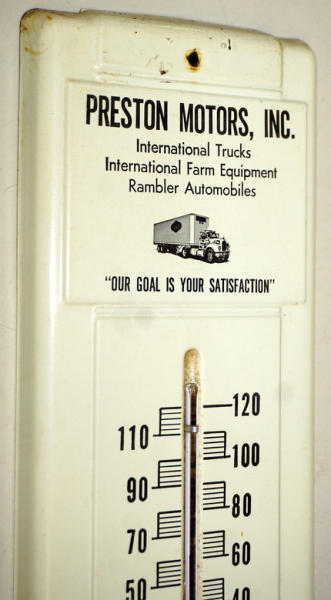 PRESTON MOTORS, INC.
International Trucks
International Farm Equipment
Rambler Automobiles
"OUR GOAL IS YOUR SATISFACTION"
120
110
100
90
80
70
60
50
40